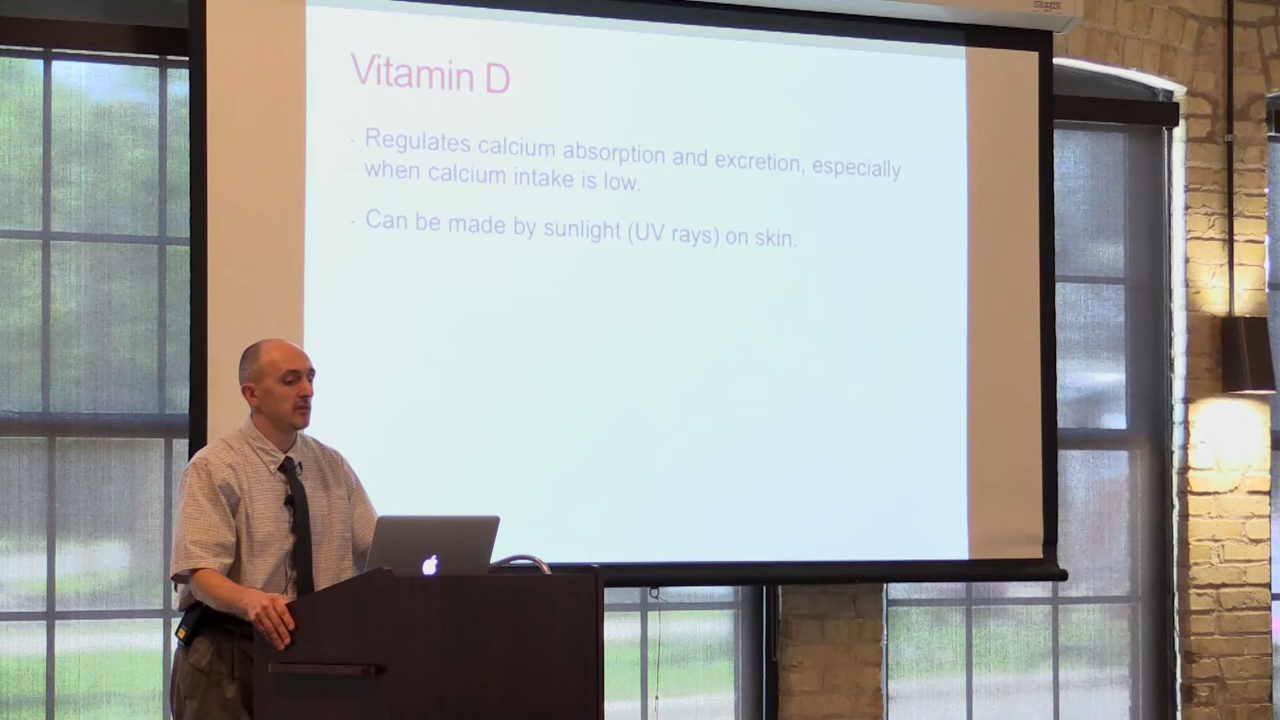 Vitamin D
Regulates calcium absorption and excretion, especially
when calcium intake is low.
Can be made by sunlight (UV rays) on skin.